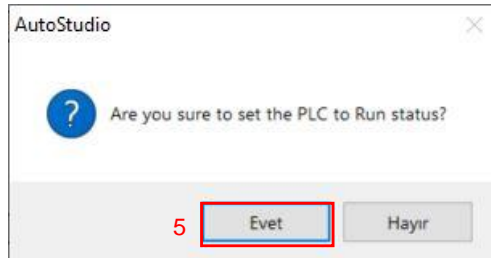 AutoStudio
Are you sure to set the PLC to Run status?
5 Evet Hayır